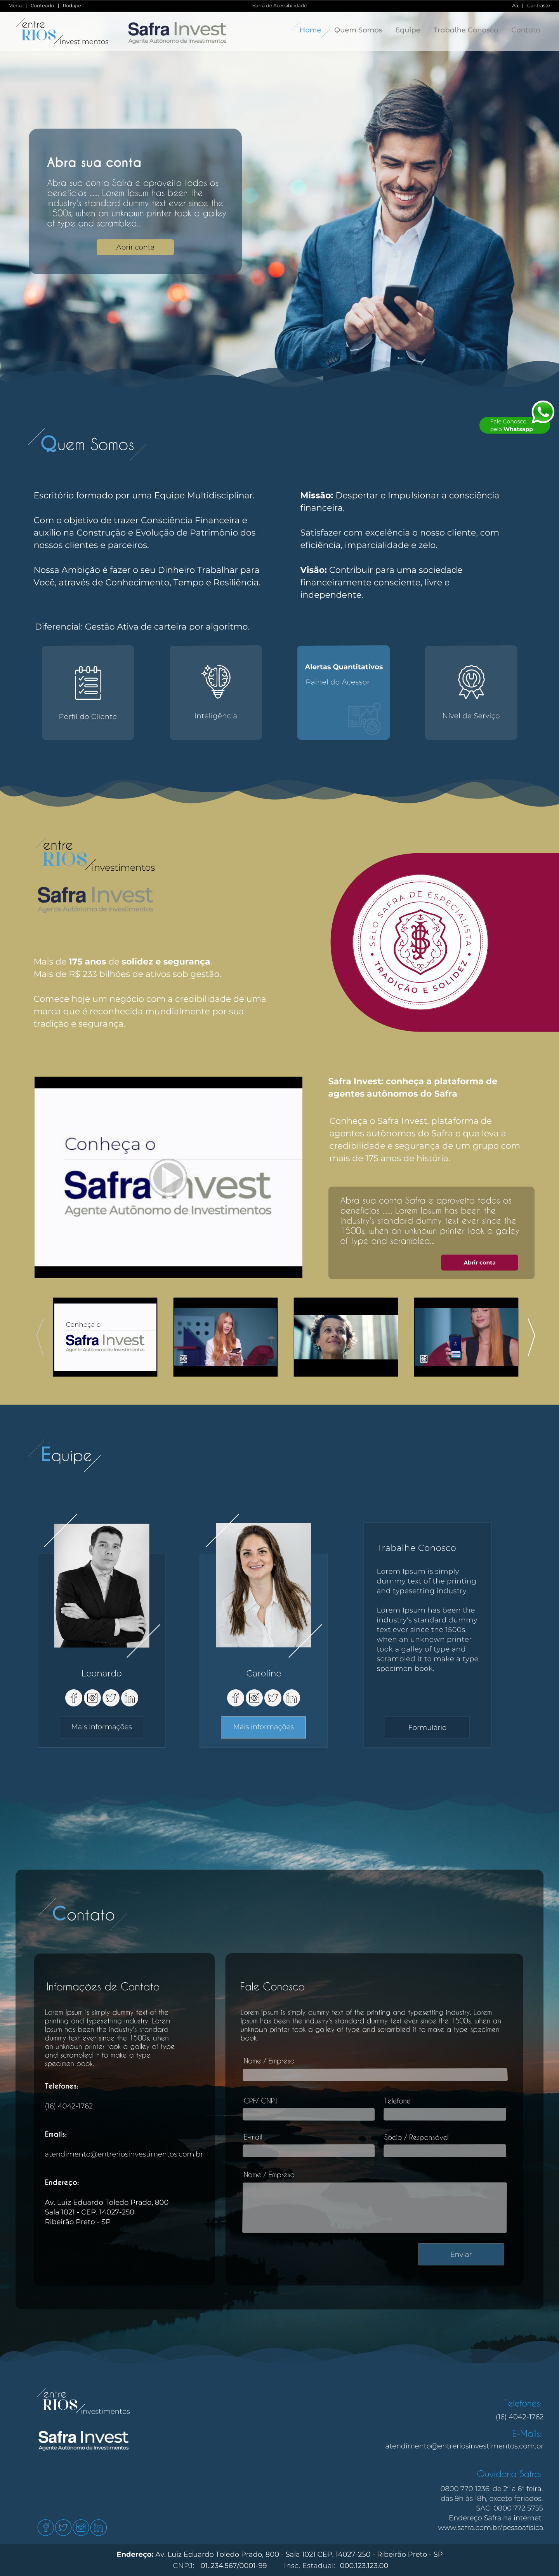 Menu | Conteúdo | Rodapé
Barra de Acessibilidade
Aa | Contraste
entre
RIOS investimentos
Safra Invest
Agente Autônomo de Investimentos
Home
Quem Somos
Equipe
Trabalhe Conosco
Contato
Abra sua conta
Abra sua conta Safra e aproveito todos os
benefícios ...... Lorem Ipsum has been the
industry's standard dummy text ever since the
1500s, when an unknown printer took a galley
of type and scrambled...
Abrir conta
Fale Conosco
pelo Whatsapp
Quem Somos
Escritório formado por uma Equipe Multidisciplinar.
Com o objetivo de trazer Consciência Financeira e
auxílio na Construção e Evolução de Patrimônio dos
nossos clientes e parceiros.
Nossa Ambição é fazer o seu Dinheiro Trabalhar para
Você, através de Conhecimento, Tempo e Resiliência.
Missão: Despertar e Impulsionar a consciência
financeira.
Satisfazer com excelência o nosso cliente, com
eficiência, imparcialidade e zelo.
Visão: Contribuir para uma sociedade
financeiramente consciente, livre e
independente.
Diferencial: Gestão Ativa de carteira por algoritmo.
Perfil do Cliente
Inteligência
Alertas Quantitativos
Painel do Acessor
Nível de Serviço
entre
RIOS investimentos
Safra Invest
Agente Autônomo de Investimentos
SELO SAFRA DE ESPECIALISTA
TRADIÇÃO E SOLIDEZ
Mais de 175 anos de solidez e segurança.
Mais de R$ 233 bilhões de ativos sob gestão.
Comece hoje um negócio com a credibilidade de uma
marca que é reconhecida mundialmente por sua
tradição e segurança.
Conheça o
Safra Invest
Agente Autônomo de Investimentos
Safra Invest: conheça a plataforma de
agentes autônomos do Safra
Conheça o Safra Invest, plataforma de
agentes autônomos do Safra e que leva a
credibilidade e segurança de um grupo com
mais de 175 anos de história.
Abra sua conta Safra e aproveito todos os
benefícios ...... Lorem Ipsum has been the
industry's standard dummy text ever since the
1500s, when an unknown printer took a galley
of type and scrambled...
Abrir conta
Conheça o
Safra Invest
Agente Autônomo de Investimentos
Equipe
Leonardo
Mais informações
Caroline
Mais informações
Trabalhe Conosco
Lorem Ipsum is simply
dummy text of the printing
and typesetting industry.
Lorem Ipsum has been the
industry's standard dummy
text ever since the 1500s,
when an unknown printer
took a galley of type and
scrambled it to make a type
specimen book.
Formulário
Contato
Informações de Contato
Lorem Ipsum is simply dummy text of the
printing and typesetting industry. Lorem
Ipsum has been the industry's standard
dummy text ever since the 1500s, when
an unknown printer took a galley of type
and scrambled it to make a type
specimen book.
Telefones:
(16) 4042-1762
Emails:
atendimento@entreriosinvestimentos.com.br
Endereço:
Av. Luiz Eduardo Toledo Prado, 800
Sala 1021 - CEP. 14027-250
Ribeirão Preto - SP
Fale Conosco
Lorem Ipsum is simply dummy text of the printing and typesetting industry. Lorem
Ipsum has been the industry's standard dummy text ever since the 1500s, when an
unknown printer took a galley of type and scrambled it to make a type specimen
book.
Nome / Empresa
CPF/ CNPJ
Telefone
E-mail
Sócio / Responsável
Nome / Empresa
Enviar
entre
RIOS investimentos
Safra Invest
Agente Autônomo de Investimentos
Telefones:
(16) 4042-1762
E-Mails:
atendimento@entreriosinvestimentos.com.br
Ouvidoria Safra:
0800 770 1236, de 2ª a 6ª feira,
das 9h às 18h, exceto feriados.
SAC: 0800 772 5755
Endereço Safra na internet:
www.safra.com.br/pessoafisica.
Endereço: Av. Luiz Eduardo Toledo Prado, 800 - Sala 1021 CEP. 14027-250 - Ribeirão Preto - SP
CNPJ: 01..234.567/0001-99 Insc. Estadual: 000.123.123.00